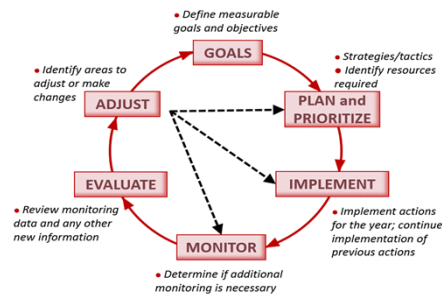 • Define measurable
goals and objectives
GOALS
• Strategies/tactics
• Identify resources
required
PLAN and
PRIORITIZE
IMPLEMENT
• Implement actions
for the year; continue
implementation of
previous actions
MONITOR
• Determine if additional
monitoring is necessary
EVALUATE
• Review monitoring
data and any other
new information
ADJUST
• Identify areas to
adjust or make
changes